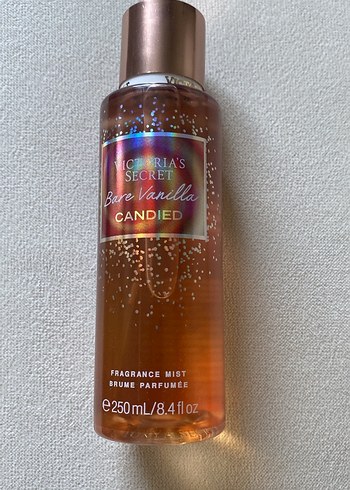 VICTORIA'S
SECRET
Bare Vanilla
CANDIED
FRAGRANCE MIST
BRUME PARFUMÉE
℮250 mL/8.4 fl oz